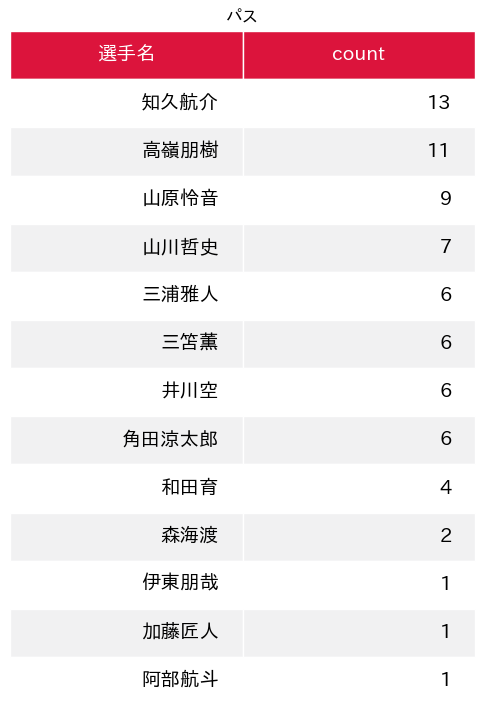 パス
選手名 count
知久航介 13
高嶺朋樹 11
山原怜音 9
山川哲史 7
三浦雅人 6
三笘薫 6
井川空 6
角田涼太郎 6
和田育 4
森海渡 2
伊東朋哉 1
加藤匠人 1
阿部航斗 1